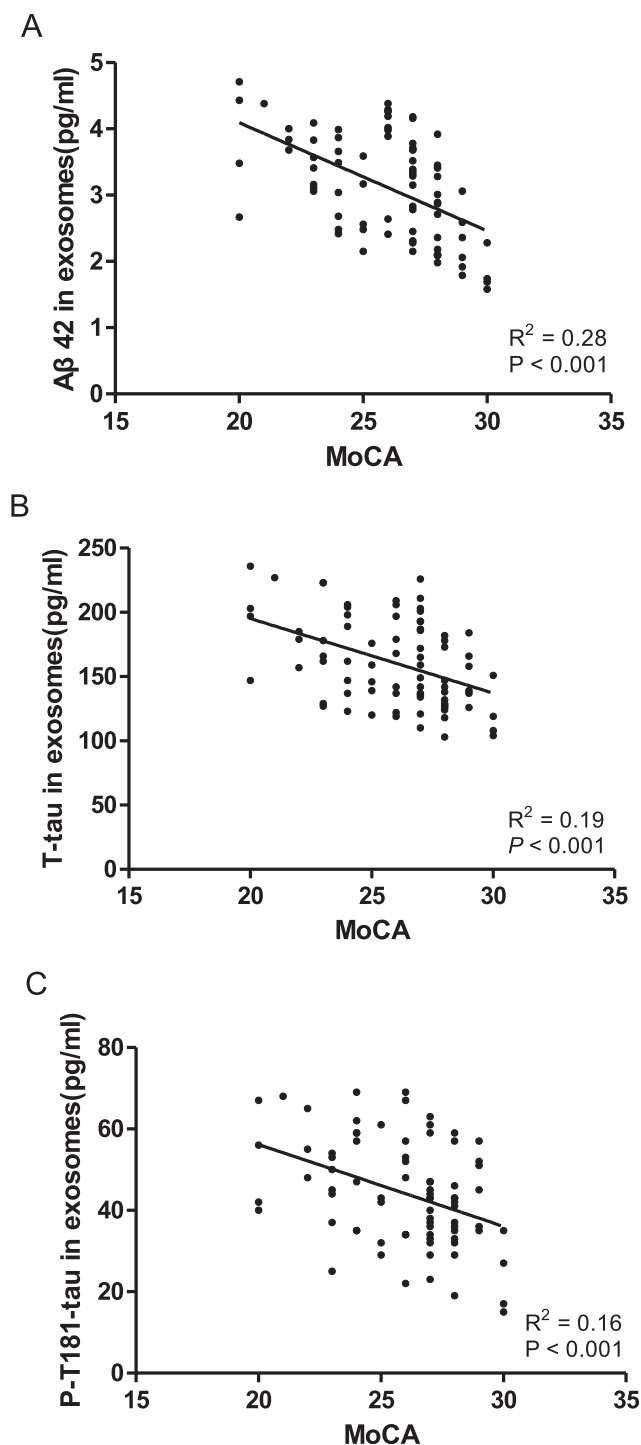 A
Aβ 42 in exosomes(pg/ml)
5
4
3
2
1
0
15
20
25
30
35
MoCA
R² = 0.28
P < 0.001
B
T-tau in exosomes(pg/ml)
250
200
150
100
50
0
15
20
25
30
35
MoCA
R² = 0.19
P < 0.001
C
P-T181-tau in exosomes(pg/ml)
80
60
40
20
0
15
20
25
30
35
MoCA
R² = 0.16
P < 0.001